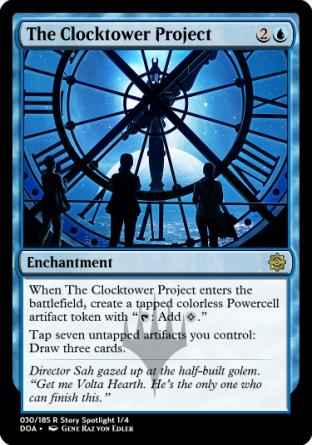 The Clocktower Project 2
Enchantment
When The Clocktower Project enters the
battlefield, create a tapped colorless Powercell
artifact token with “: Add .”
Tap seven untapped artifacts you control:
Draw three cards.
Director Sah gazed up at the half-built golem.
“Get me Volta Hearth. He's the only one who
can finish this.”
030/185 R Story Spotlight 1/4
DOA • Gene Raz von Edler